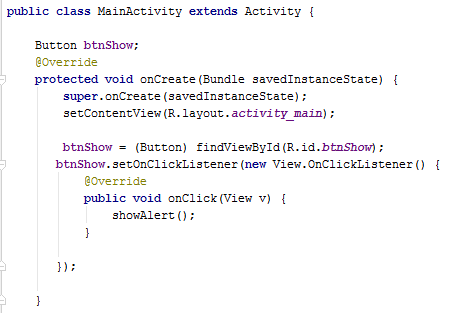 public class MainActivity extends Activity {
Button btnShow;
@Override
protected void onCreate(Bundle savedInstanceState) {
super.onCreate(savedInstanceState);
setContentView(R.layout.activity_main);
btnShow = (Button) findViewById(R.id.btnShow);
btnShow.setOnClickListener(new View.OnClickListener() {
@Override
public void onClick(View v) {
showAlert();
}
});
}